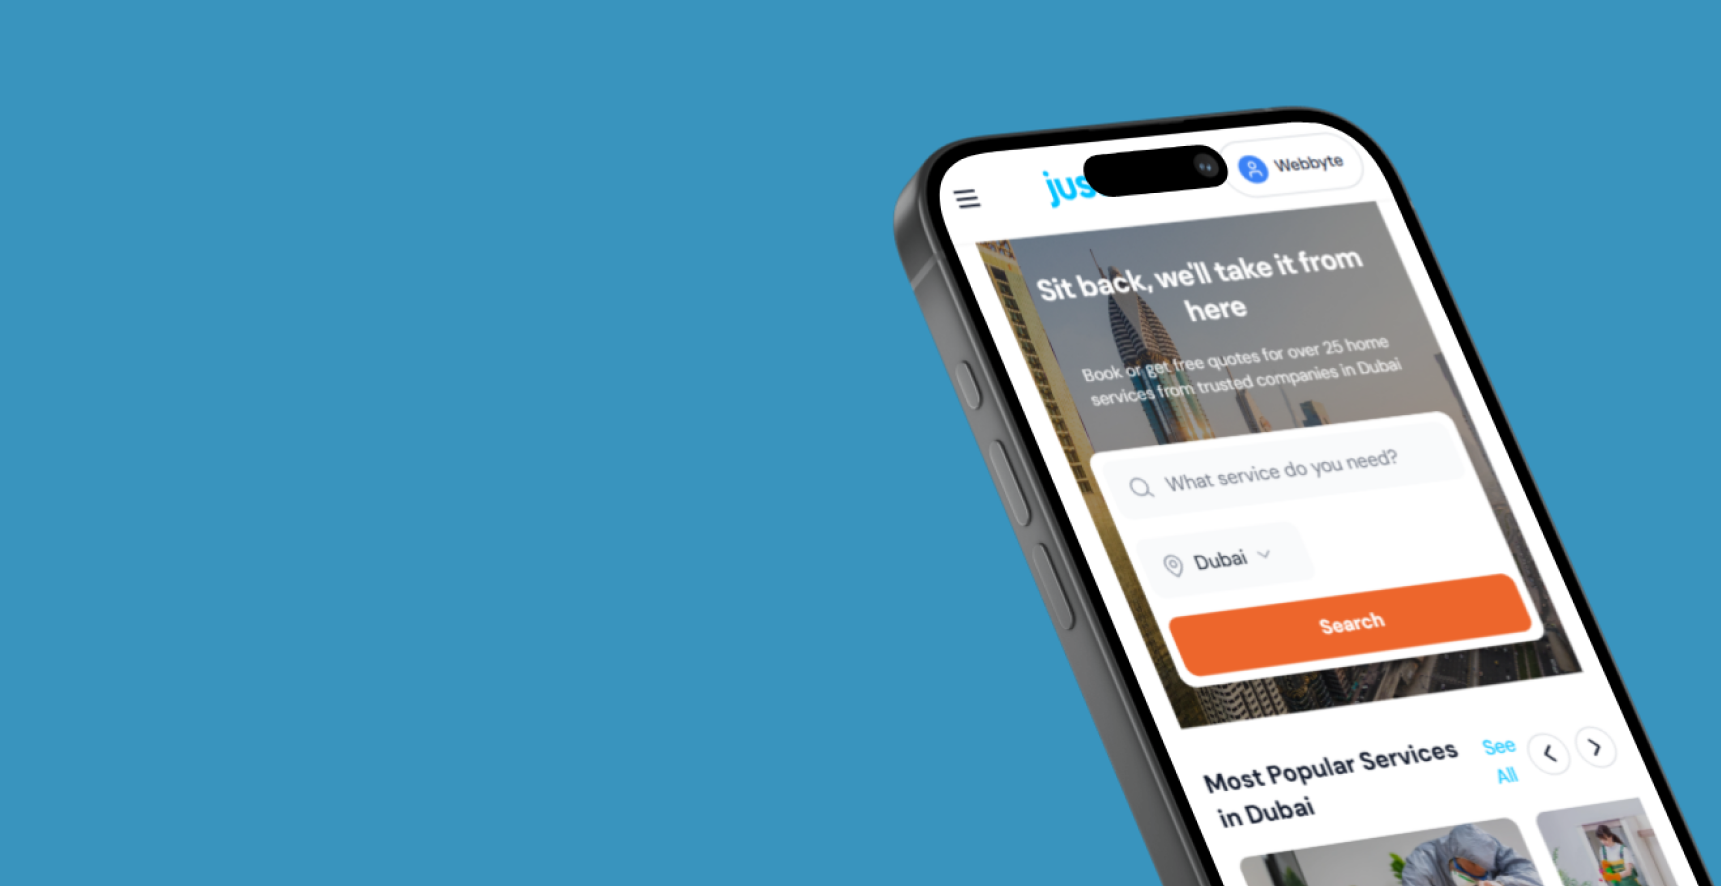 jus
Webbyte
Sit back, we'll take it from
here
Book or get free quotes for over 25 home
services from trusted companies in Dubai
What service do you need?
Dubai
Search
Most Popular Services
in Dubai
See
All